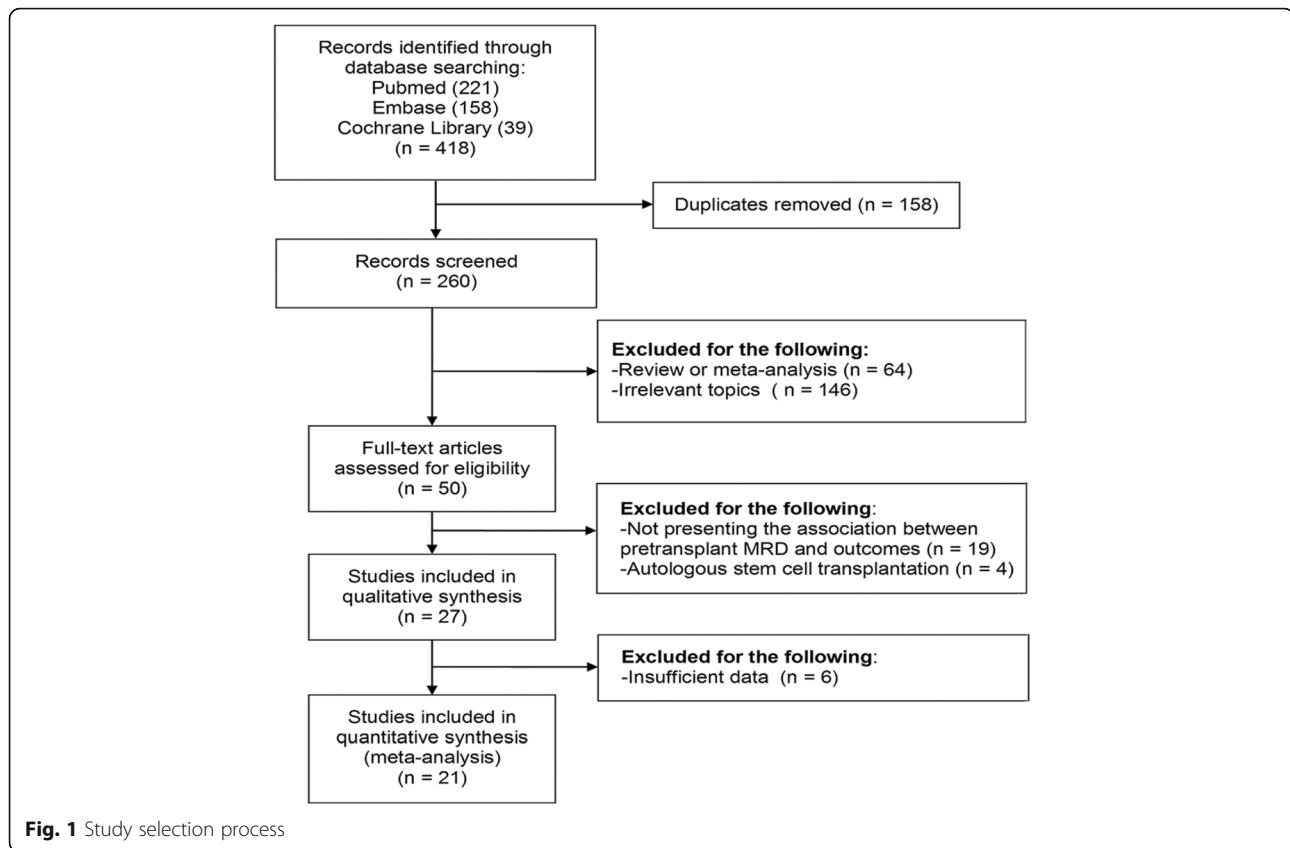 Records identified through
database searching:
Pubmed (221)
Embase (158)
Cochrane Library (39)
(n = 418)
Duplicates removed (n = 158)
Records screened
(n = 260)
Excluded for the following:
-Review or meta-analysis (n = 64)
-Irrelevant topics ( n = 146)
Full-text articles
assessed for eligibility
(n = 50)
Excluded for the following:
-Not presenting the association between
pretransplant MRD and outcomes (n = 19)
-Autologous stem cell transplantation (n = 4)
Studies included in
qualitative synthesis
(n = 27)
Excluded for the following:
-Insufficient data (n = 6)
Studies included in
quantitative synthesis
(meta-analysis)
(n = 21)
Fig. 1 Study selection process